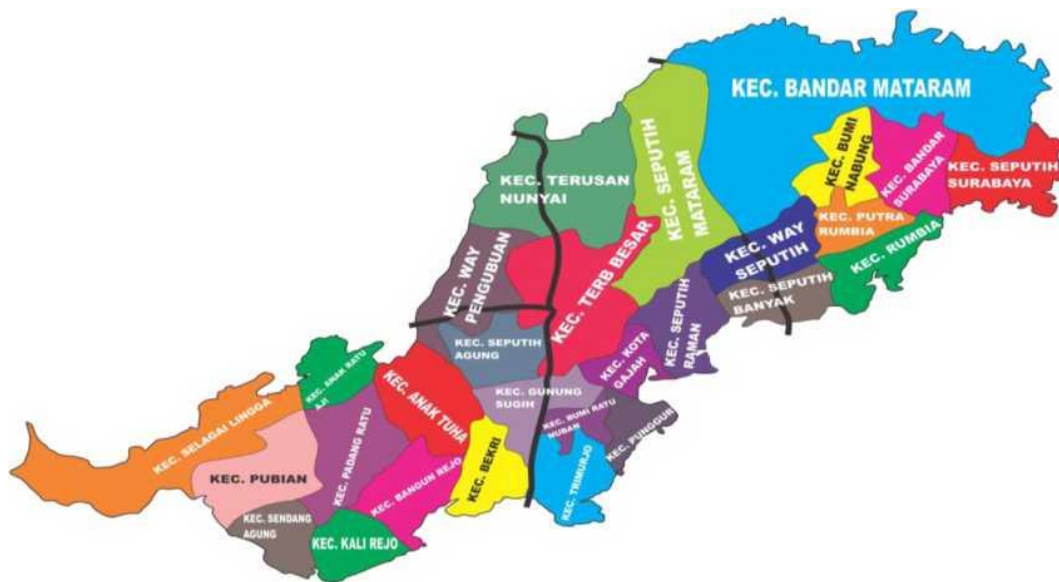 KEC. BANDAR MATARAM
KEC. BUMI
NABUNG
KEC. BANDAR
SURABAYA
KEC. SEPUTIH
SURABAYA
KEC. SEPUTIH
MATARAM
KEC. TERUSAN
NUNYAI
KEC. PUTRA
RUMBIA
KEC. WAY
SEPUTIH
KEC. RUMBIA
KEC. SEPUTIH
BANYAK
KEC. WAY
PENGUBUAN
KEC. TERB BESAR
KEC. SEPUTIH
RAMAN
KEC. SEPUTIH
AGUNG
KEC. KOTA
GAJAH
KEC. ANAK RATU
AJI
KEC. ANAK TUHA
KEC. GUNUNG
SUGIH
KEC. BUMI RATU
NUBAN
KEC. PUNGGUR
KEC. SELAGAI LINGGA
KEC. PADANG RATU
KEC. BANGUN REJO
KEC. BEKRI
KEC. TRIMURJO
KEC. PUBIAN
KEC. SENDANG
AGUNG
KEC. KALI REJO